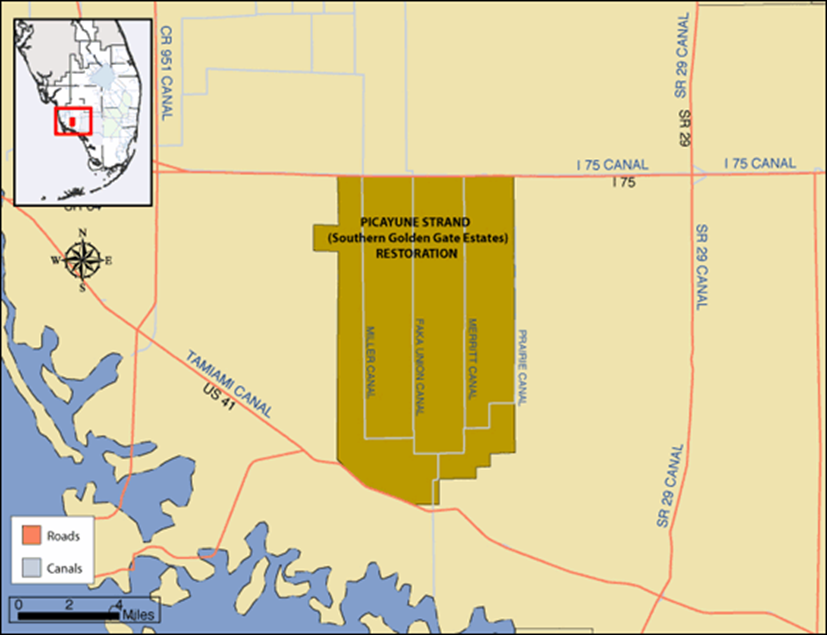 CR 951 CANAL
SR 29 CANAL
SR 29
I 75 CANAL
I 75 CANAL
I 75
PICAYUNE STRAND
(Southern Golden Gate Estates)
RESTORATION
N
W E
S
SR 29 CANAL
MILLER CANAL
FAKA UNION CANAL
MERRITT CANAL
PRAIRIE CANAL
TAMIAMI CANAL
US 41
SR 29 CANAL
Roads
Canals
0 2 4
Miles